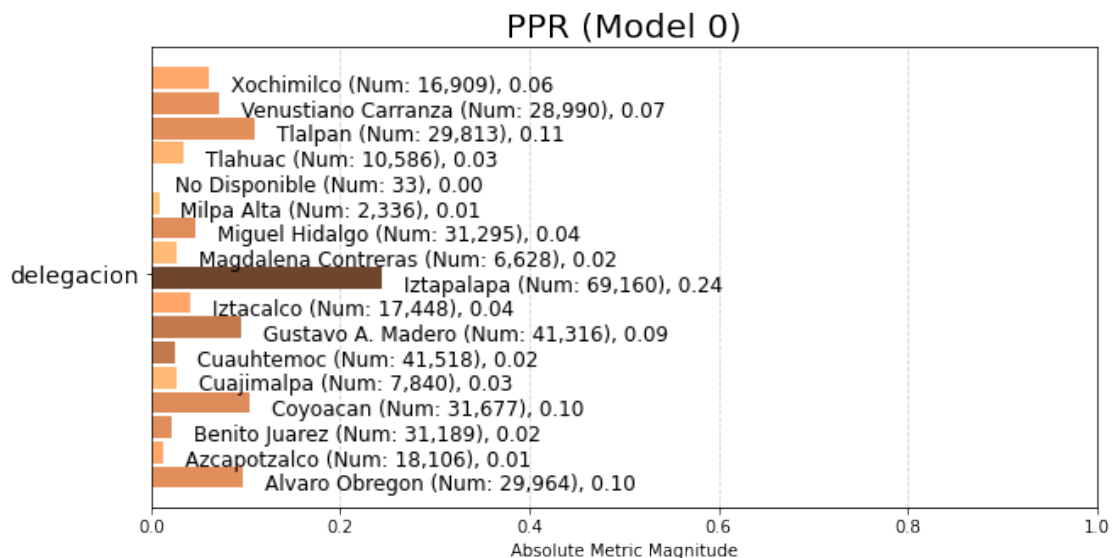 PPR (Model 0)
Xochimilco (Num: 16,909), 0.06
Venustiano Carranza (Num: 28,990), 0.07
Tlalpan (Num: 29,813), 0.11
Tlahuac (Num: 10,586), 0.03
No Disponible (Num: 33), 0.00
Milpa Alta (Num: 2,336), 0.01
Miguel Hidalgo (Num: 31,295), 0.04
Magdalena Contreras (Num: 6,628), 0.02
delegacion
Iztapalapa (Num: 69,160), 0.24
Iztacalco (Num: 17,448), 0.04
Gustavo A. Madero (Num: 41,316), 0.09
Cuauhtemoc (Num: 41,518), 0.02
Cuajimalpa (Num: 7,840), 0.03
Coyoacan (Num: 31,677), 0.10
Benito Juarez (Num: 31,189), 0.02
Azcapotzalco (Num: 18,106), 0.01
Alvaro Obregon (Num: 29,964), 0.10
0.0 0.2 0.4 0.6 0.8 1.0
Absolute Metric Magnitude